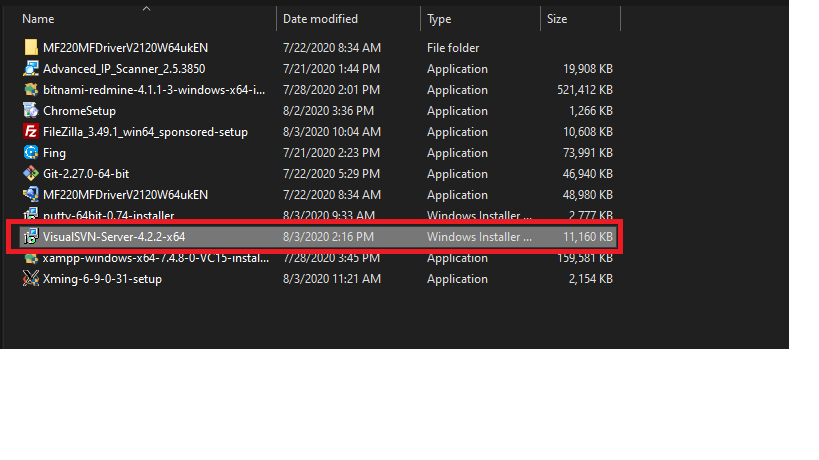 Name Date modified Type Size
MF220MFDriverV2120W64ukEN 7/22/2020 8:34 AM File folder
Advanced_IP_Scanner_2.5.3850 7/21/2020 1:44 PM Application 19,908 KB
bitnami-redmine-4.1.1-3-windows-x64-i... 7/28/2020 2:01 PM Application 521,412 KB
ChromeSetup 8/2/2020 3:36 PM Application 1,266 KB
FileZilla_3.49.1_win64_sponsored-setup 8/3/2020 10:04 AM Application 10,608 KB
Fing 7/21/2020 2:23 PM Application 73,991 KB
Git-2.27.0-64-bit 7/22/2020 5:29 PM Application 46,940 KB
MF220MFDriverV2120W64ukEN 7/22/2020 8:34 AM Application 48,980 KB
putty-64bit-0.74-installer 8/3/2020 9:33 AM Windows Installer ... 2,777 KB
VisualSVN-Server-4.2.2-x64 8/3/2020 2:16 PM Windows Installer ... 11,160 KB
xampp-windows-x64-7.4.8-0-VC15-instal... 7/28/2020 3:45 PM Application 159,581 KB
Xming-6-9-0-31-setup 8/3/2020 11:21 AM Application 2,154 KB